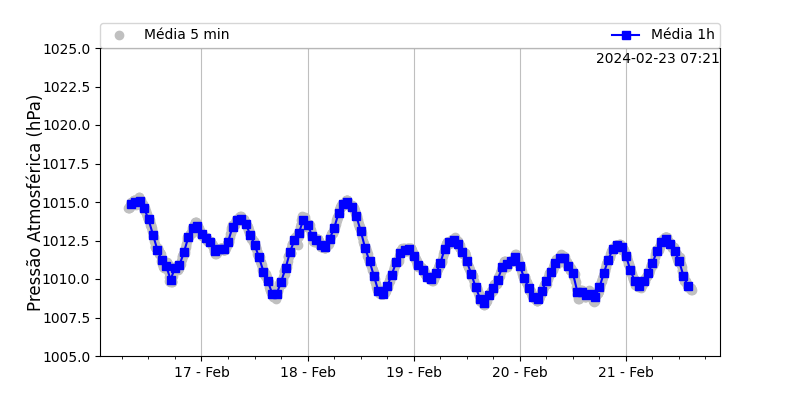 Média 5 min
Média 1h
2024-02-23 07:21
Pressão Atmosférica (hPa)
1025.0
1022.5
1020.0
1017.5
1015.0
1012.5
1010.0
1007.5
1005.0
17 - Feb
18 - Feb
19 - Feb
20 - Feb
21 - Feb